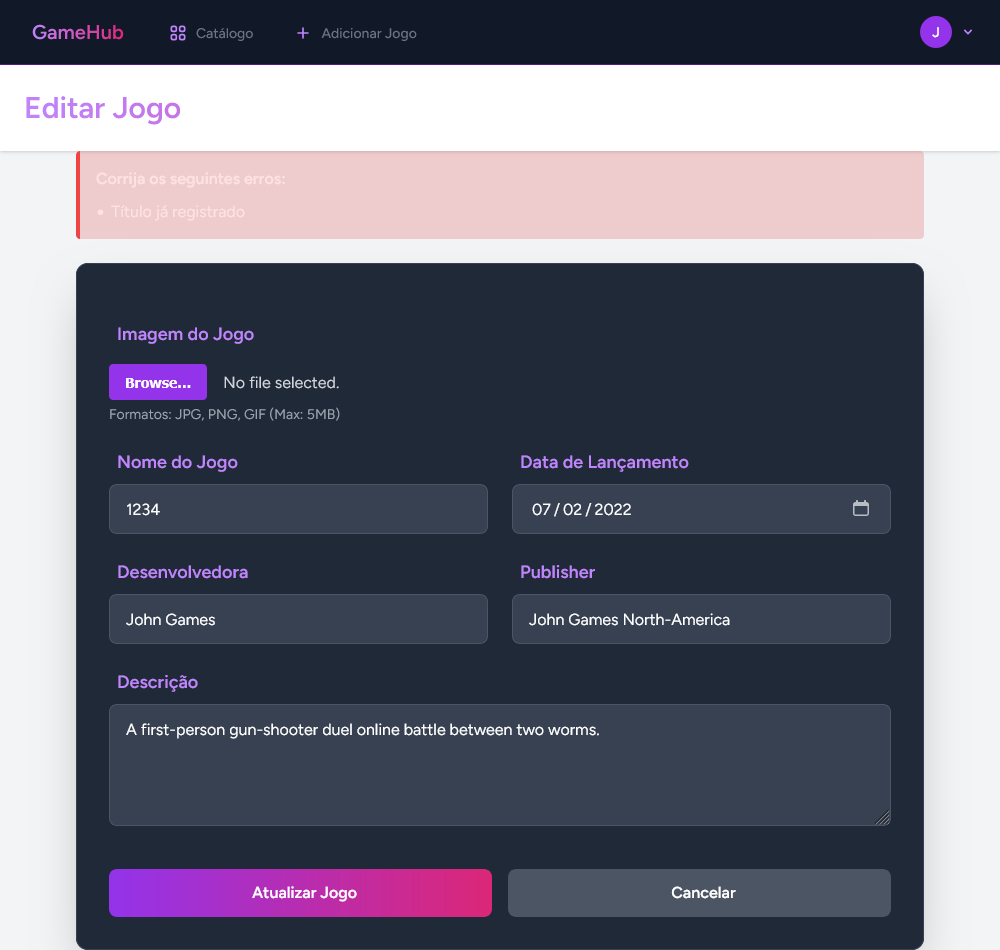 GameHub Catálogo Adicionar Jogo J
Editar Jogo
Corrija os seguintes erros:
• Título já registrado
Imagem do Jogo
Browse... No file selected.
Formatos: JPG, PNG, GIF (Max: 5MB)
Nome do Jogo Data de Lançamento
1234 07 / 02 / 2022
Desenvolvedora Publisher
John Games John Games North-America
Descrição
A first-person gun-shooter duel online battle between two worms.
Atualizar Jogo Cancelar